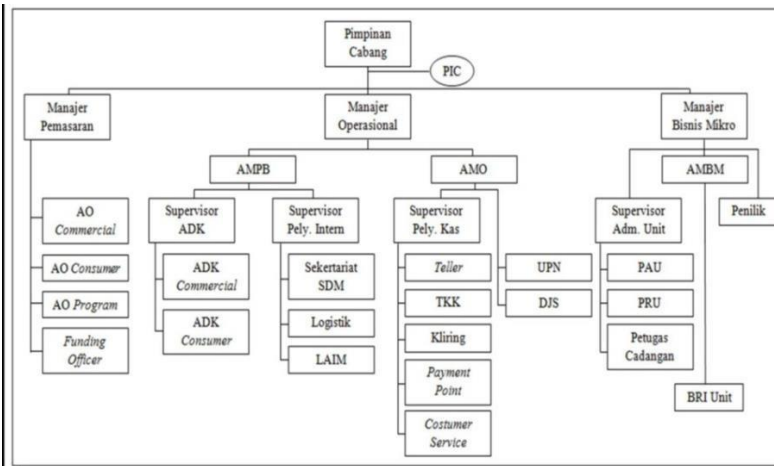 Pimpinan
Cabang
PIC
Manajer
Pemasaran
Manajer
Operasional
Manajer
Bisnis Mikro
AMPB
AMO
AMBM
AO
Commercial
AO Consumer
AO Program
Funding
Officer
Supervisor
ADK
ADK
Commercial
ADK
Consumer
Supervisor
Pely. Intern
Sekertariat
SDM
Logistik
LAIM
Supervisor
Pely. Kas
Teller
TKK
Kliring
Payment
Point
Costumer
Service
UPN
DJS
Supervisor
Adm. Unit
PAU
PRU
Petugas
Cadangan
BRI Unit
Penilik